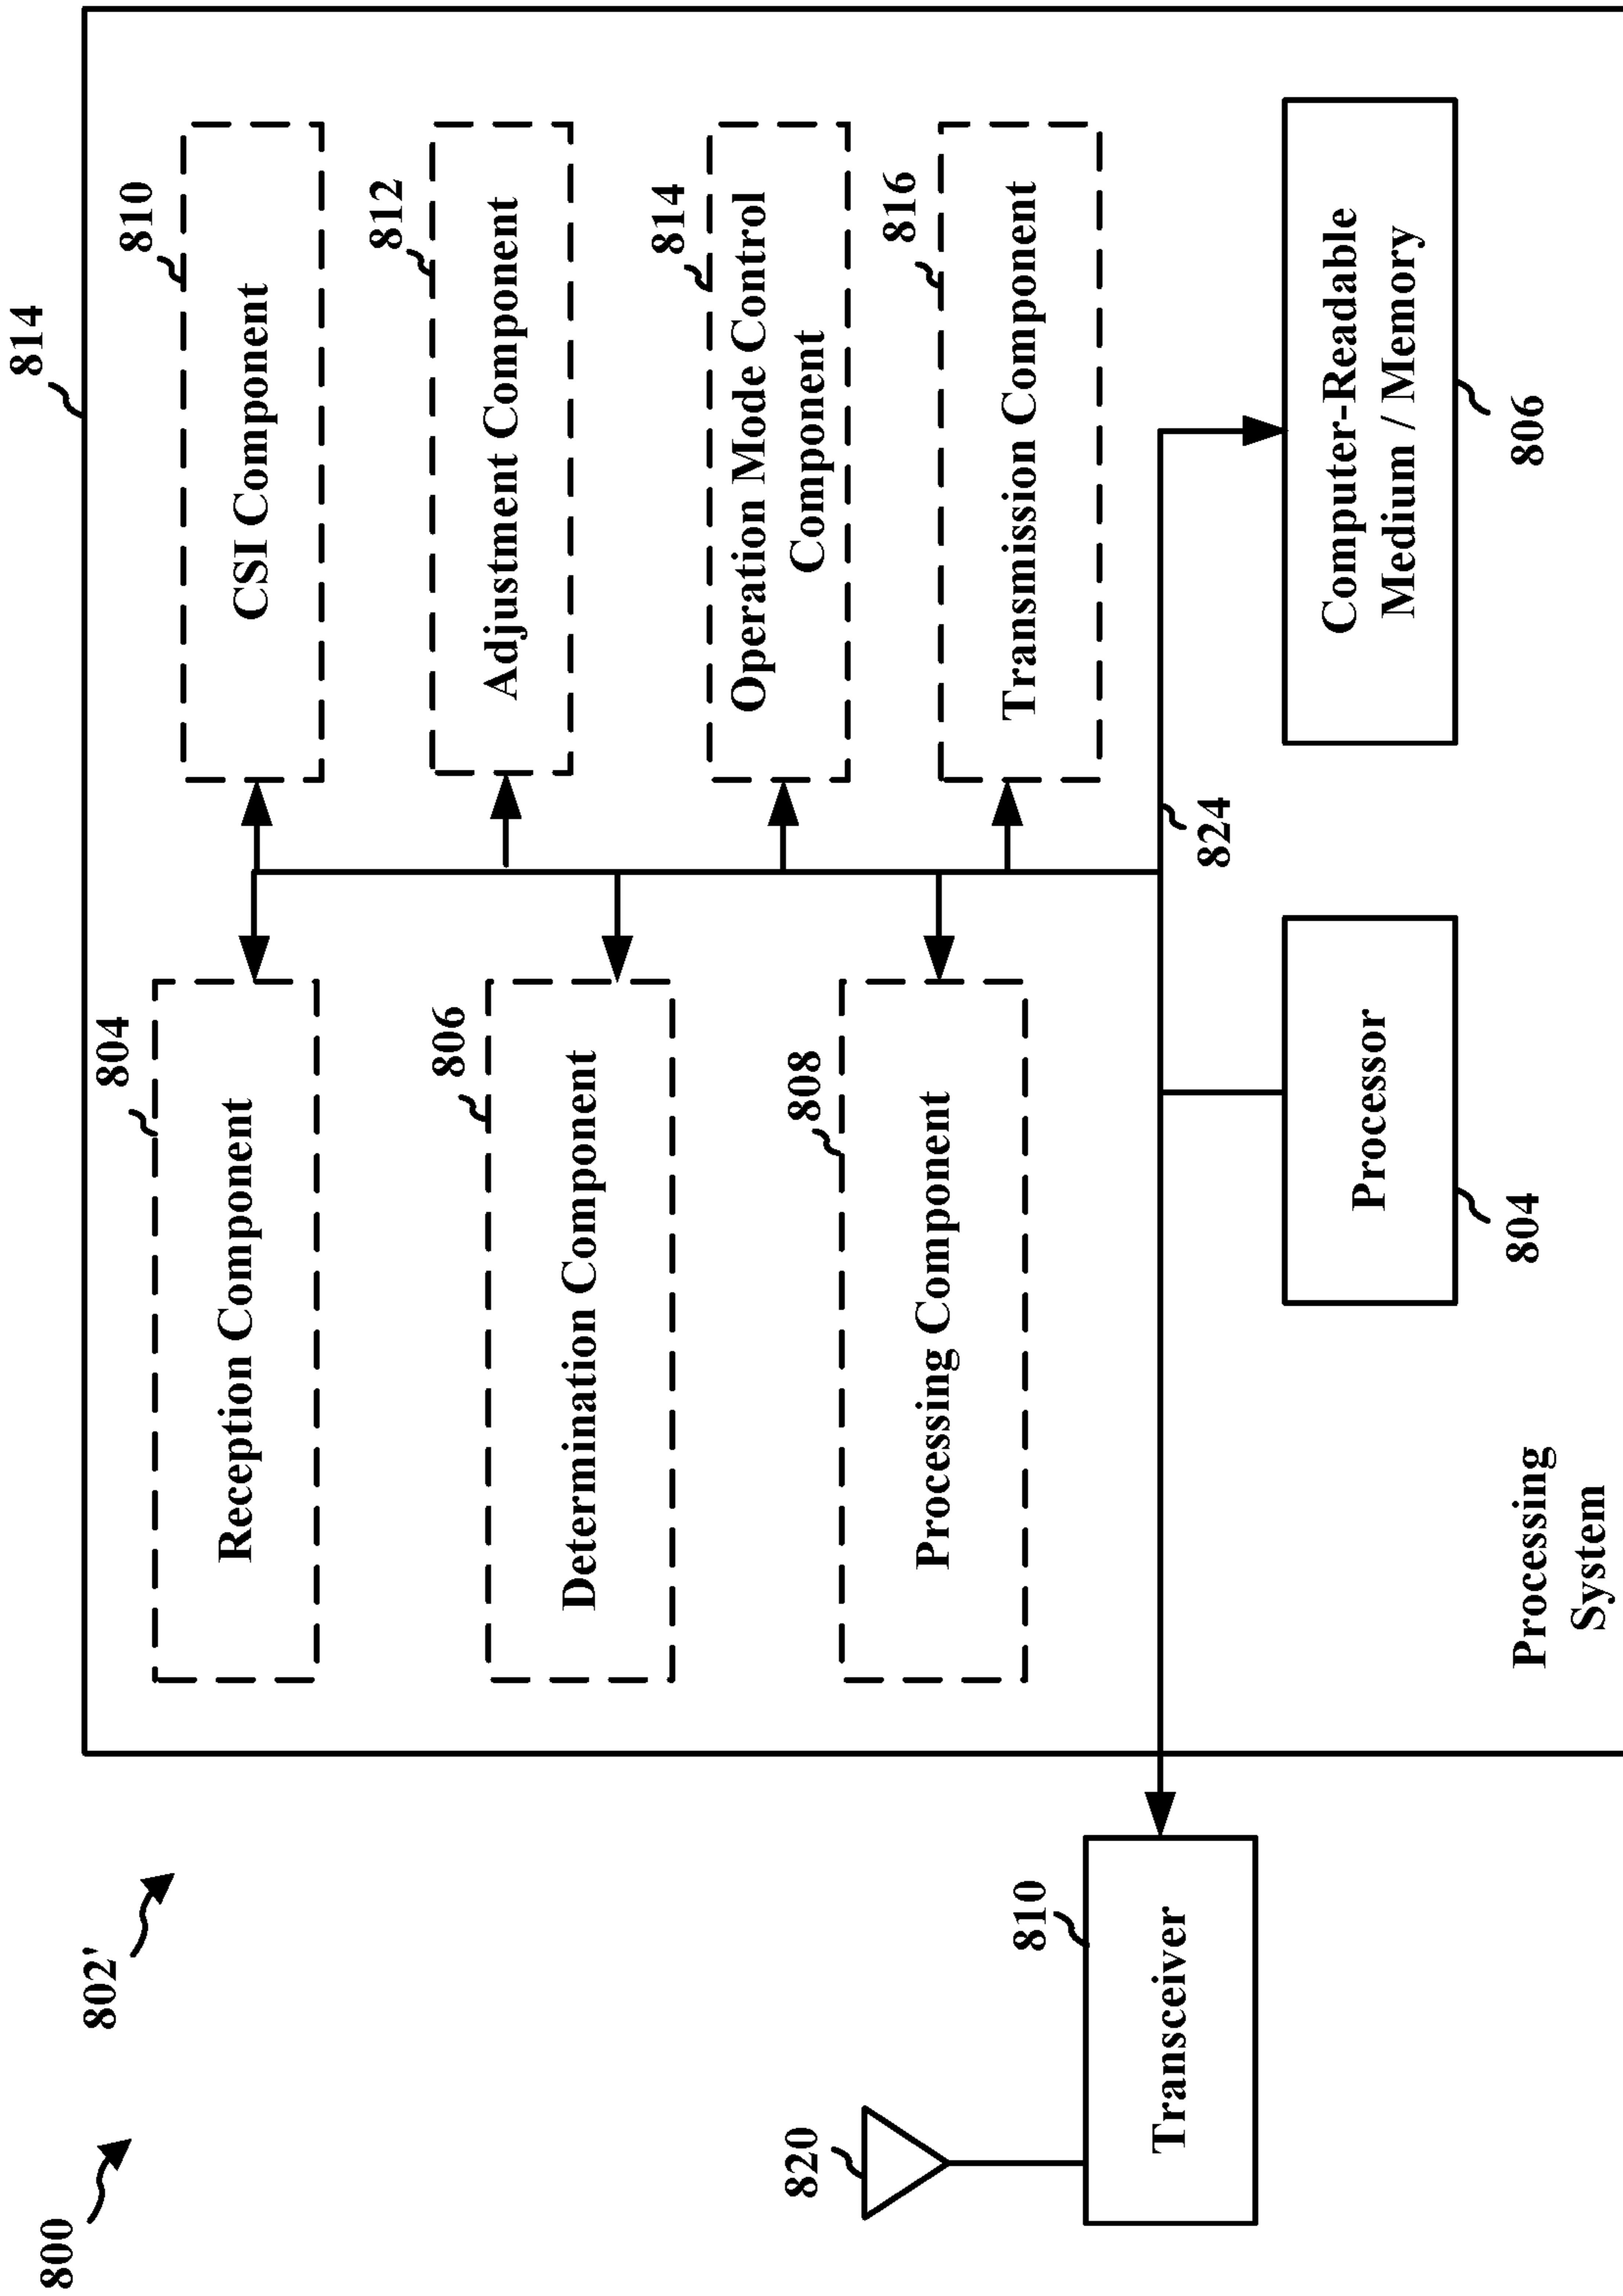 800
802'
814
804
Reception Component
810
CSI Component
806
Determination Component
812
Adjustment Component
808
Processing Component
814
Operation Mode Control
Component
816
Transmission Component
820
810
Transceiver
824
Processor
804
Computer-Readable
Medium / Memory
806
Processing
System